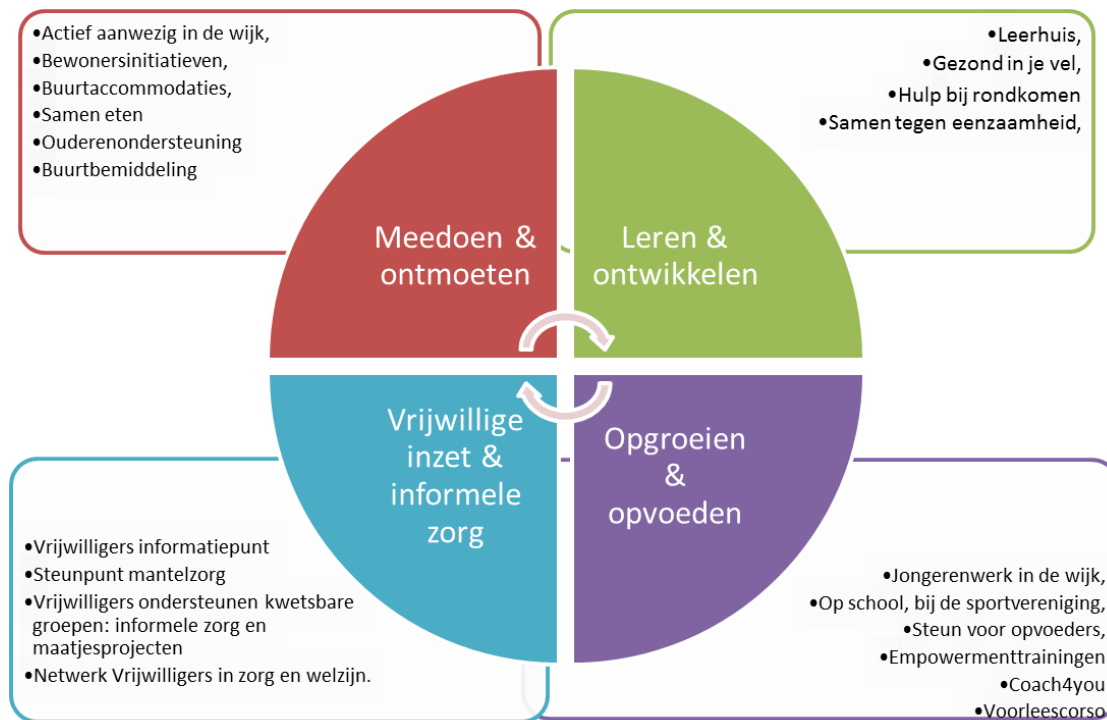 •Actief aanwezig in de wijk,
•Bewonersinitiatieven,
•Buurtaccommodaties,
•Samen eten
•Ouderenondersteuning
•Buurtbemiddeling
•Leerhuis,
•Gezond in je vel,
•Hulp bij rondkomen
•Samen tegen eenzaamheid,
Meedoen &
ontmoeten
Leren &
ontwikkelen
Vrijwillige
inzet &
informele
zorg
Opgroeien
&
opvoeden
•Vrijwilligers informatiepunt
•Steunpunt mantelzorg
•Vrijwilligers ondersteunen kwetsbare
groepen: informele zorg en
maatjesprojecten
•Netwerk Vrijwilligers in zorg en welzijn.
•Jongerenwerk in de wijk,
•Op school, bij de sportvereniging,
•Steun voor opvoeders,
•Empowermenttrainingen
•Coach4you
•Voorleescorso